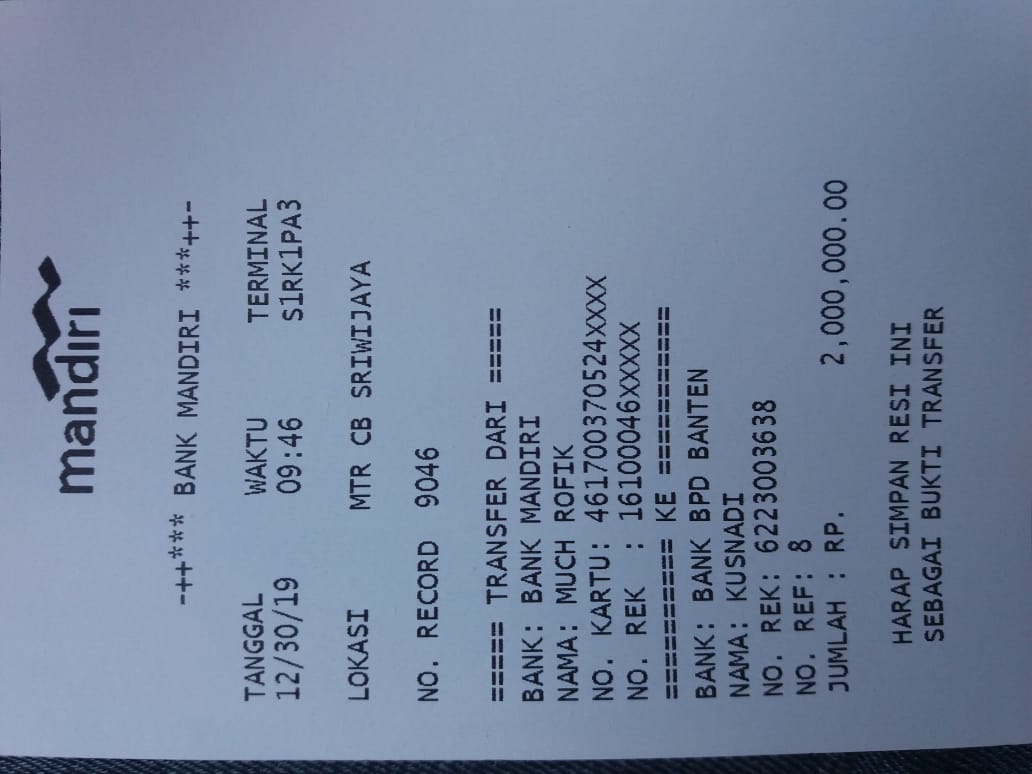 mandiri
-++*** BANK MANDIRI ***++-
TANGGAL WAKTU TERMINAL
12/30/19 09:46 S1RK1PA3
LOKASI MTR CB SRIWIJAYA
NO. RECORD 9046
===== TRANSFER DARI =====
BANK: BANK MANDIRI
NAMA: MUCH ROFIK
NO. KARTU: 461700370524XXXX
NO. REK : 16100046XXXXX
========== KE ==========
BANK: BANK BPD BANTEN
NAMA: KUSNADI
NO. REK: 6223003638
NO. REF: 8
JUMLAH : RP. 2,000,000.00
HARAP SIMPAN RESI INI
SEBAGAI BUKTI TRANSFER